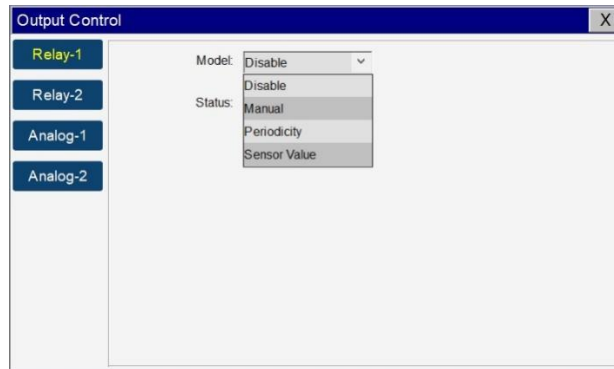 Output Control
X
Relay-1
Relay-2
Analog-1
Analog-2
Model: Disable
Disable
Status:
Manual
Periodicity
Sensor Value